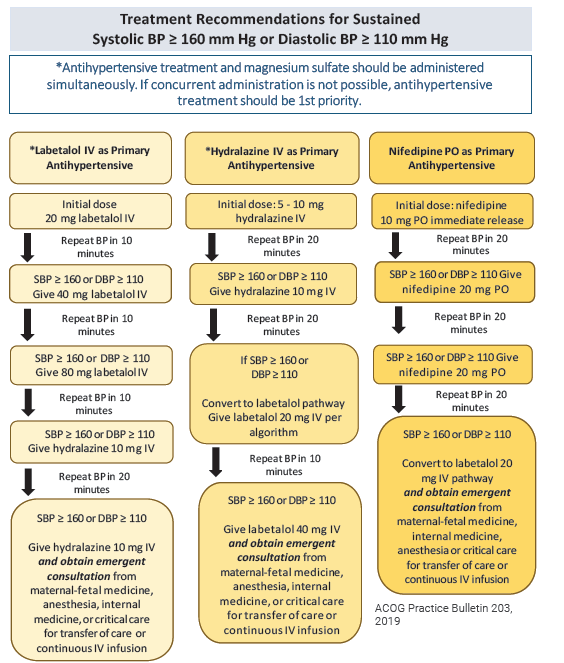 Treatment Recommendations for Sustained
Systolic BP ≥ 160 mm Hg or Diastolic BP ≥ 110 mm Hg
*Antihypertensive treatment and magnesium sulfate should be administered
simultaneously. If concurrent administration is not possible, antihypertensive
treatment should be 1st priority.
*Labetalol IV as Primary
Antihypertensive
Initial dose
20 mg labetalol IV
Repeat BP in 10
minutes
SBP ≥ 160 or DBP ≥ 110
Give 40 mg labetalol IV
Repeat BP in 10
minutes
SBP ≥ 160 or DBP ≥ 110
Give 80 mg labetalol IV
Repeat BP in 10
minutes
SBP ≥ 160 or DBP ≥ 110
Give hydralazine 10 mg IV
Repeat BP in 20
minutes
SBP ≥ 160 or DBP ≥ 110
Give hydralazine 10 mg IV
and obtain emergent
consultation from
maternal-fetal medicine,
anesthesia, internal
medicine, or critical care
for transfer of care or
continuous IV infusion
*Hydralazine IV as Primary
Antihypertensive
Initial dose: 5 - 10 mg
hydralazine IV
Repeat BP in 20
minutes
SBP ≥ 160 or DBP ≥ 110
Give hydralazine 10 mg IV
Repeat BP in 20
minutes
If SBP ≥ 160 or
DBP ≥ 110
Convert to labetalol pathway
Give labetalol 20 mg IV per
algorithm
Repeat BP in 10
minutes
SBP ≥ 160 or DBP ≥ 110
Give labetalol 40 mg IV
and obtain emergent
consultation from
maternal-fetal medicine,
anesthesia, internal
medicine, or critical care
for transfer of care or
continuous IV infusion
Nifedipine PO as Primary
Antihypertensive
Initial dose: nifedipine
10 mg PO immediate release
Repeat BP in 20
minutes
SBP ≥ 160 or DBP ≥ 110 Give
nifedipine 20 mg PO
Repeat BP in 20
minutes
SBP ≥ 160 or DBP ≥ 110 Give
nifedipine 20 mg PO
Repeat BP in 20
minutes
SBP ≥ 160 or DBP ≥ 110
Convert to labetalol 20
mg IV pathway
and obtain emergent
consultation from
maternal-fetal medicine,
internal medicine,
anesthesia or critical care
for transfer of care or
continuous IV infusion
ACOG Practice Bulletin 203,
2019